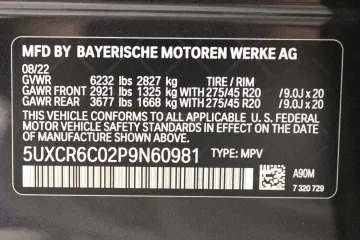 MFD BY BAYERISCHE MOTOREN WERKE AG
08/22
GVWR 6232 lbs 2827 kg TIRE / RIM
GAWR FRONT 2921 lbs 1325 kg WITH 275/45 R20 /9.0J x 20
GAWR REAR 3677 lbs 1668 kg WITH 275/45 R20 /9.0J x 20
THIS VEHICLE CONFORMS TO ALL APPLICABLE U. S.
FEDERAL MOTOR VEHICLE SAFETY STANDARDS IN
EFFECT ON THE DATE OF MANUFACTURE SHOWN ABOVE.
5UXCR6C02P9N60981 TYPE: MPV
A90M
7 320 729